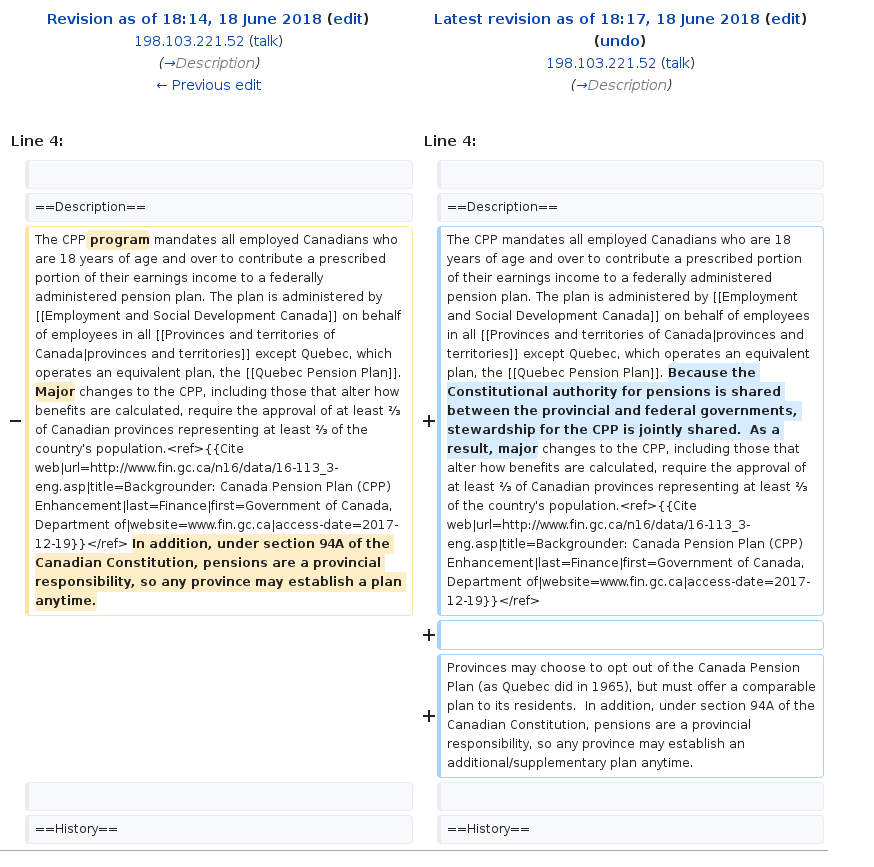 Revision as of 18:14, 18 June 2018 (edit)
198.103.221.52 (talk)
(→Description)
← Previous edit
Latest revision as of 18:17, 18 June 2018 (edit)
(undo)
198.103.221.52 (talk)
(→Description)
Line 4:
Line 4:
==Description==
==Description==
−
The CPP program mandates all employed Canadians who
are 18 years of age and over to contribute a prescribed
portion of their earnings income to a federally
administered pension plan. The plan is administered by
[[Employment and Social Development Canada]] on behalf
of employees in all [[Provinces and territories of
Canada|provinces and territories]] except Quebec, which
operates an equivalent plan, the [[Quebec Pension Plan]].
Major changes to the CPP, including those that alter how
benefits are calculated, require the approval of at least ⅔
of Canadian provinces representing at least ⅔ of the
country's population.<ref>{{Cite
web|url=http://www.fin.gc.ca/n16/data/16-113_3-
eng.asp|title=Backgrounder: Canada Pension Plan (CPP)
Enhancement|last=Finance|first=Government of Canada,
Department of|website=www.fin.gc.ca|access-date=2017-
12-19}}</ref> In addition, under section 94A of the
Canadian Constitution, pensions are a provincial
responsibility, so any province may establish a plan
anytime.
+
The CPP mandates all employed Canadians who are 18
years of age and over to contribute a prescribed portion
of their earnings income to a federally administered
pension plan. The plan is administered by [[Employment
and Social Development Canada]] on behalf of employees
in all [[Provinces and territories of Canada|provinces and
territories]] except Quebec, which operates an equivalent
plan, the [[Quebec Pension Plan]]. Because the
Constitutional authority for pensions is shared
between the provincial and federal governments,
stewardship for the CPP is jointly shared.  As a
result, major changes to the CPP, including those that
alter how benefits are calculated, require the approval of
at least ⅔ of Canadian provinces representing at least ⅔
of the country's population.<ref>{{Cite
web|url=http://www.fin.gc.ca/n16/data/16-113_3-
eng.asp|title=Backgrounder: Canada Pension Plan (CPP)
Enhancement|last=Finance|first=Government of Canada,
Department of|website=www.fin.gc.ca|access-date=2017-
12-19}}</ref>
+
+
Provinces may choose to opt out of the Canada Pension
Plan (as Quebec did in 1965), but must offer a comparable
plan to its residents.  In addition, under section 94A of the
Canadian Constitution, pensions are a provincial
responsibility, so any province may establish an
additional/supplementary plan anytime.
==History==
==History==